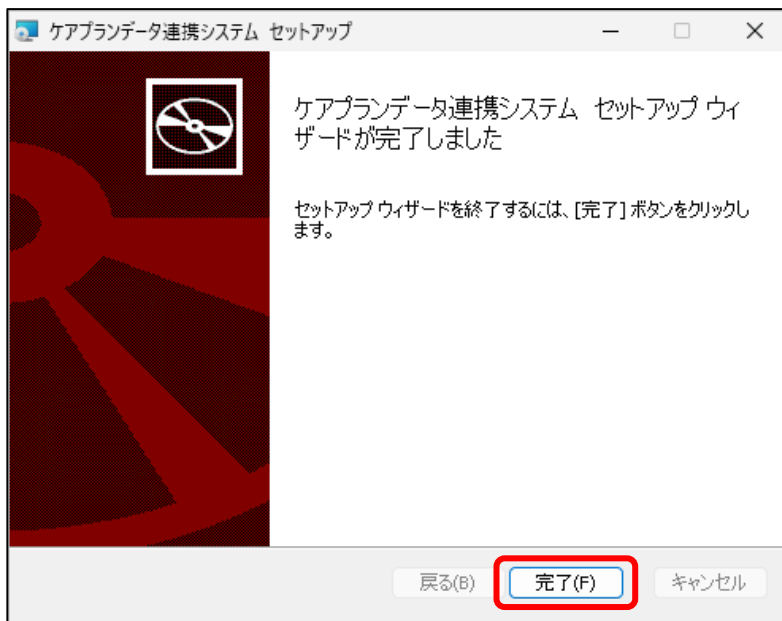 ケアプランデータ連携システム セットアップ
ケアプランデータ連携システム セットアップ ウィ
ザードが完了しました
セットアップ ウィザードを終了するには、[完了] ボタンをクリックし
ます。
戻る(B) 完了(F) キャンセル